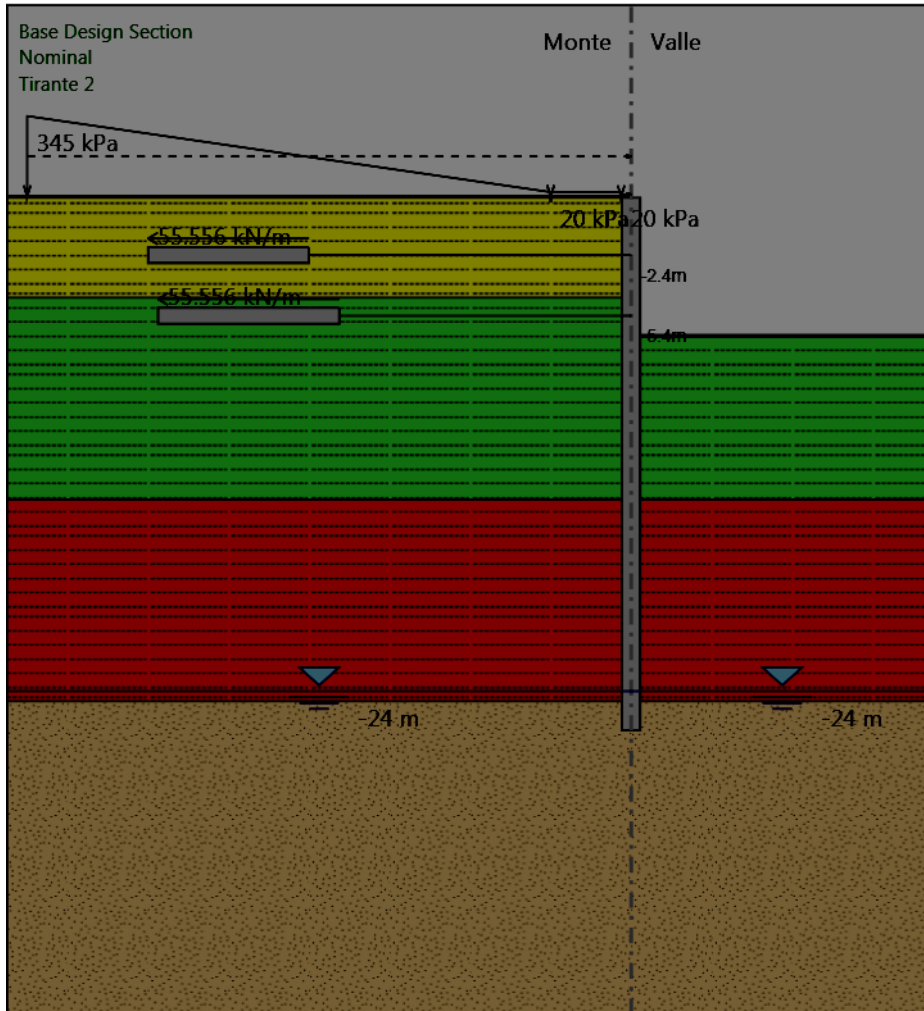 Base Design Section
Nominal
Tirante 2
Monte
Valle
345 kPa
20 kPa
20 kPa
55.556 kN/m
-2.4m
55.556 kN/m
-5.4m
-24 m
-24 m